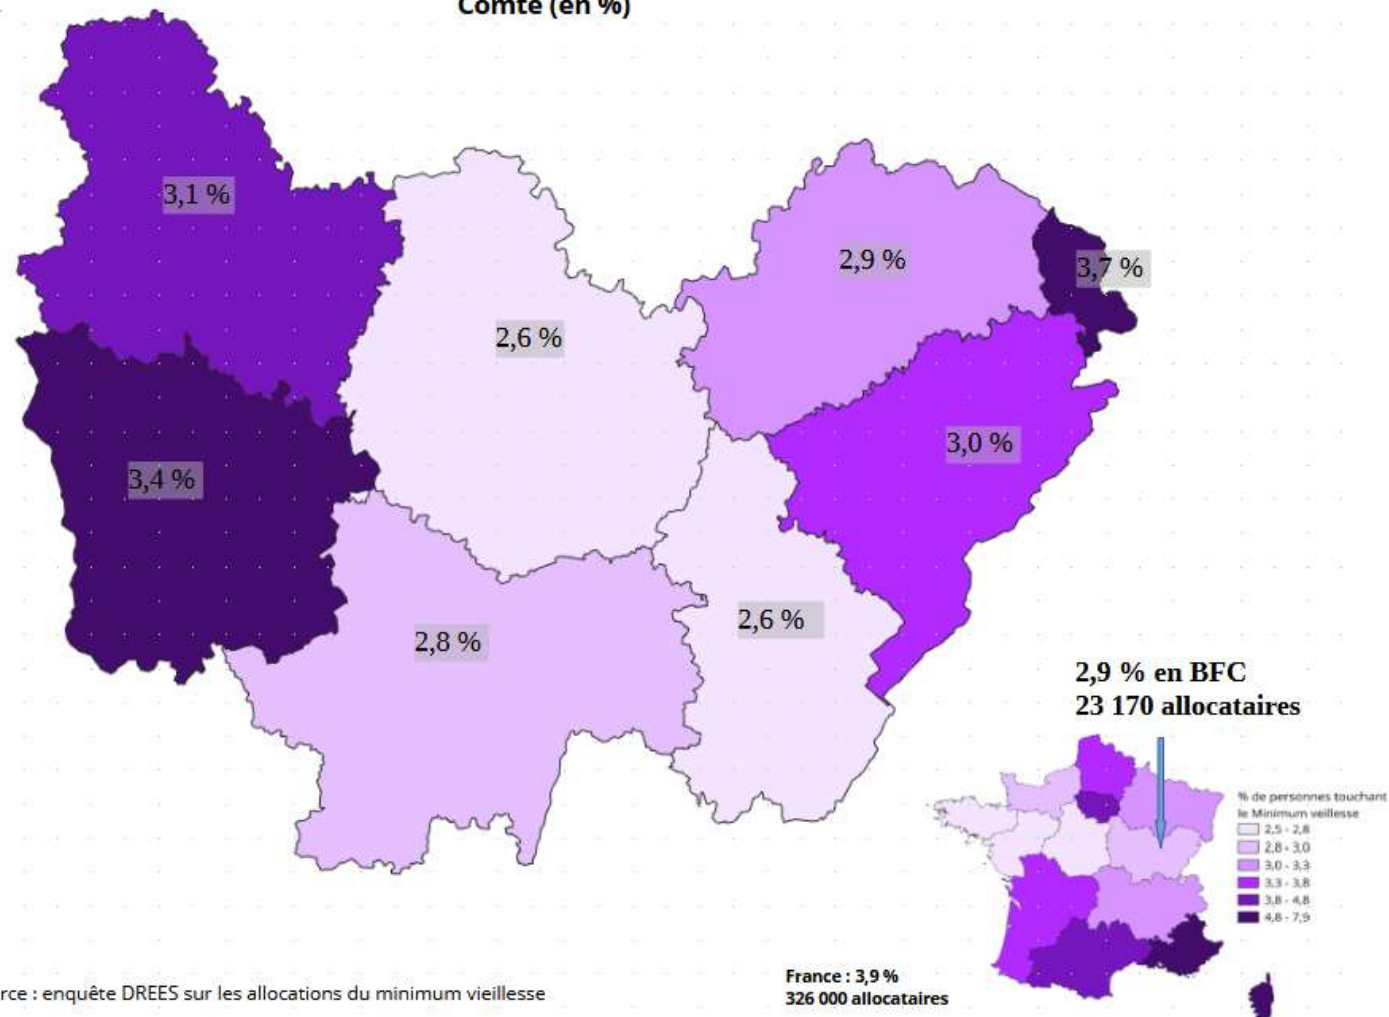 Comté (en %)
3,1 %
2,9 %
3,7 %
2,6 %
3,0 %
3,4 %
2,6 %
2,8 %
2,9 % en BFC
23 170 allocataires
% de personnes touchant
le Minimum veillesse
2,5 - 2,8
2,8 - 3,0
3,0 - 3,3
3,3 - 3,8
3,8 - 4,8
4,8 - 7,9
France : 3,9 %
326 000 allocataires
rce : enquête DREES sur les allocations du minimum vieillesse